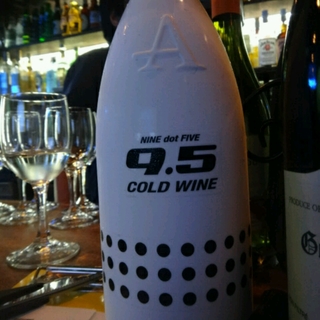 A
NINE dot FIVE
9.5
COLD WINE